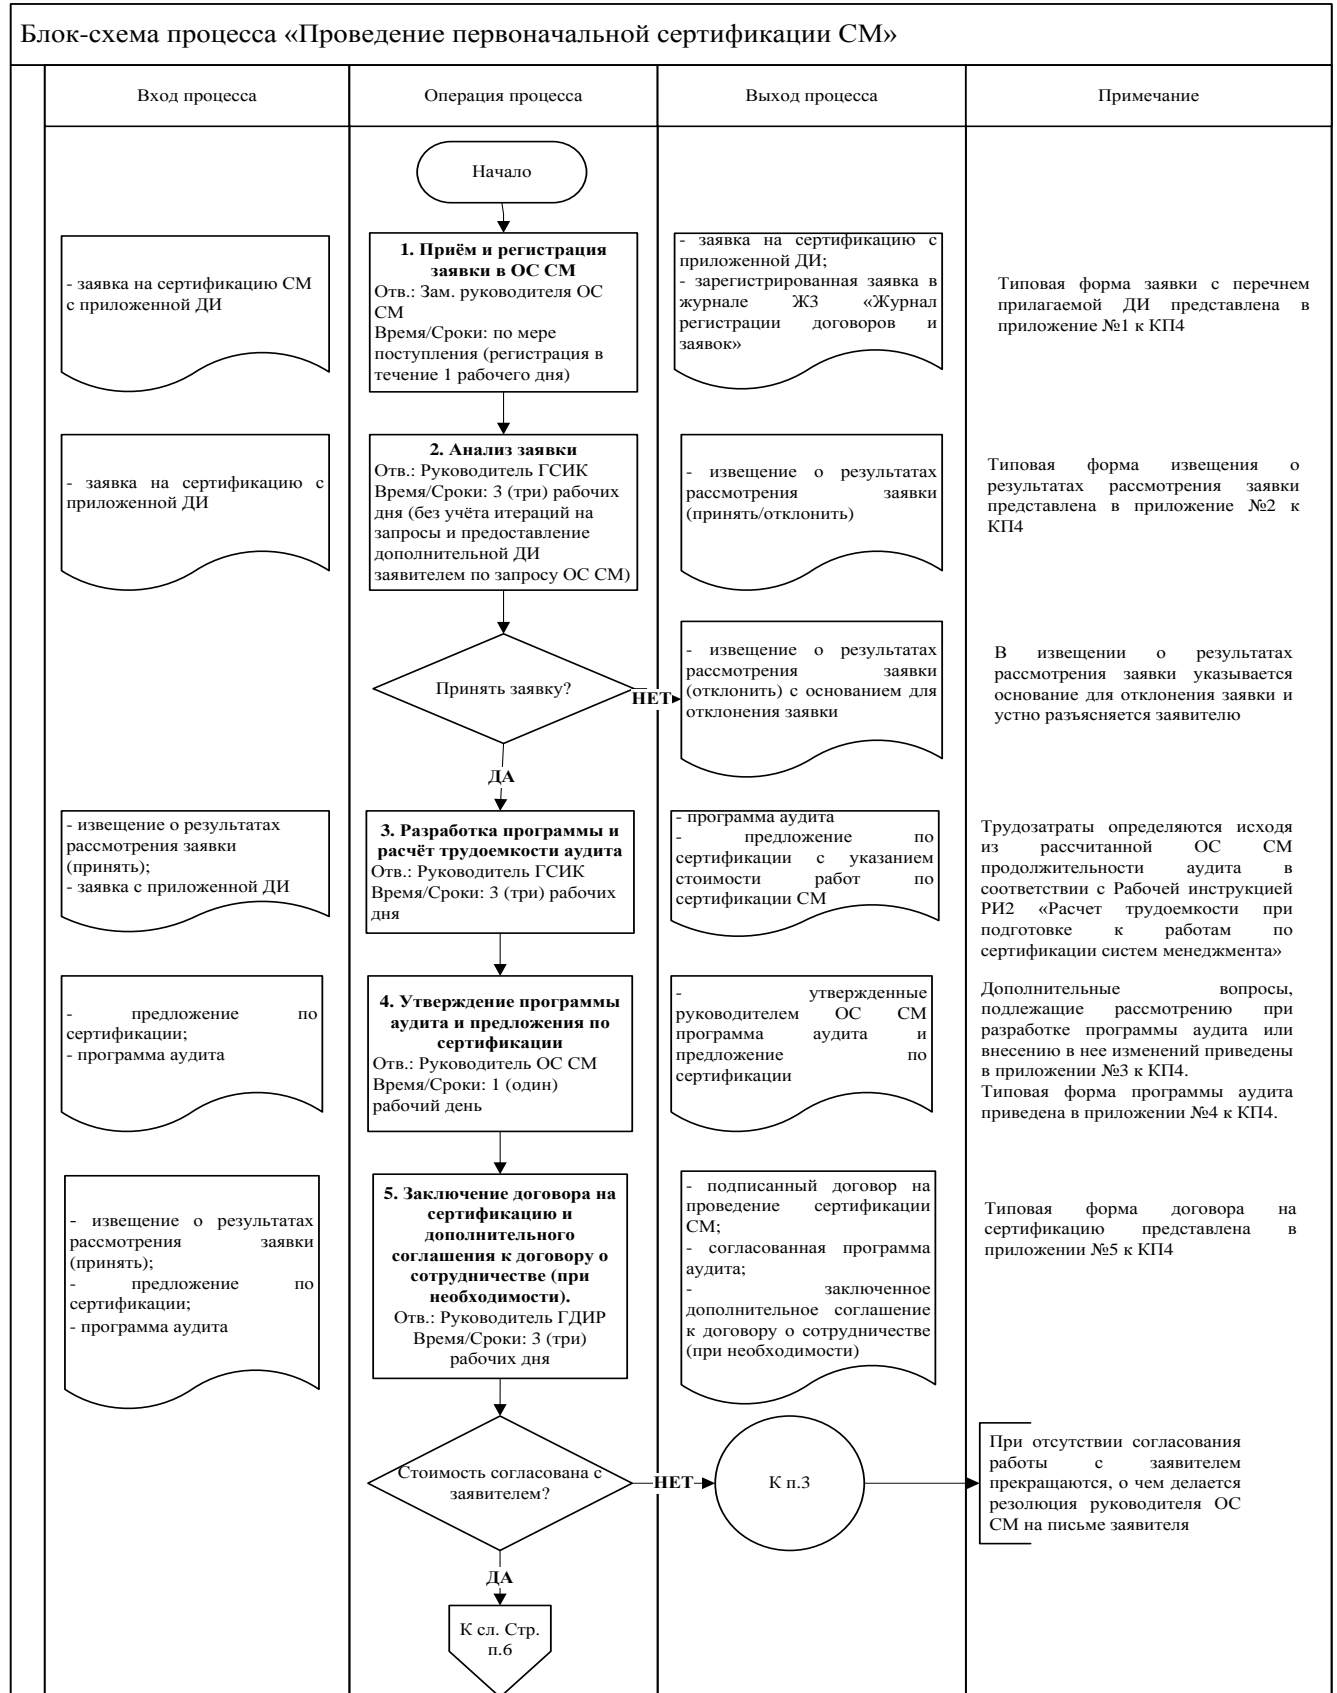 Блок-схема процесса «Проведение первоначальной сертификации СМ»
Вход процесса
Операция процесса
Выход процесса
Примечание
Начало
- заявка на сертификацию СМ
с приложенной ДИ
1. Приём и регистрация
заявки в ОС СМ
Отв.: Зам. руководителя ОС
СМ
Время/Сроки: по мере
поступления (регистрация в
течение 1 рабочего дня)
- заявка на сертификацию с
приложенной ДИ;
- зарегистрированная заявка в
журнале ЖЗ «Журнал
регистрации договоров и
заявок»
Типовая форма заявки с перечнем
прилагаемой ДИ представлена в
приложение №1 к КП4
- заявка на сертификацию с
приложенной ДИ
2. Анализ заявки
Отв.: Руководитель ГСИК
Время/Сроки: 3 (три) рабочих
дня (без учёта итераций на
запросы и предоставление
дополнительной ДИ
заявителем по запросу ОС СМ)
- извещение о результатах
рассмотрения заявки
(принять/отклонить)
Типовая форма извещения о
результатах рассмотрения заявки
представлена в приложение №2 к
КП4
Принять заявку?
НЕТ
- извещение о результатах
рассмотрения заявки
(отклонить) с основанием для
отклонения заявки
В извещении о результатах
рассмотрения заявки указывается
основание для отклонения заявки и
устно разъясняется заявителю
ДА
- извещение о результатах
рассмотрения заявки
(принять);
- заявка с приложенной ДИ
3. Разработка программы и
расчёт трудоемкости аудита
Отв.: Руководитель ГСИК
Время/Сроки: 3 (три) рабочих
дня
- программа аудита
- предложение по
сертификации с указанием
стоимости работ по
сертификации СМ
Трудозатраты определяются исходя
из рассчитанной ОС СМ
продолжительности аудита в
соответствии с Рабочей инструкцией
РИ2 «Расчет трудоемкости при
подготовке к работам по
сертификации систем менеджмента»
- предложение по
сертификации;
- программа аудита
4. Утверждение программы
аудита и предложения по
сертификации
Отв.: Руководитель ОС СМ
Время/Сроки: 1 (один)
рабочий день
- утвержденные
руководителем ОС СМ
программа аудита и
предложение по
сертификации
Дополнительные вопросы,
подлежащие рассмотрению при
разработке программы аудита или
внесению в нее изменений приведены
в приложении №3 к КП4.
Типовая форма программы аудита
приведена в приложении №4 к КП4.
- извещение о результатах
рассмотрения заявки
(принять);
- предложение по
сертификации;
- программа аудита
5. Заключение договора на
сертификацию и
дополнительного
соглашения к договору о
сотрудничестве (при
необходимости).
Отв.: Руководитель ГДИР
Время/Сроки: 3 (три)
рабочих дня
- подписанный договор на
проведение сертификации
СМ;
- согласованная программа
аудита;
- заключенное
дополнительное соглашение
к договору о сотрудничестве
(при необходимости)
Типовая форма договора на
сертификацию представлена в
приложении №5 к КП4
Стоимость согласована с
заявителем?
НЕТ
К п.3
При отсутствии согласования
работы с заявителем
прекращаются, о чем делается
резолюция руководителя ОС
СМ на письме заявителя
ДА
К сл. Стр.
п.6